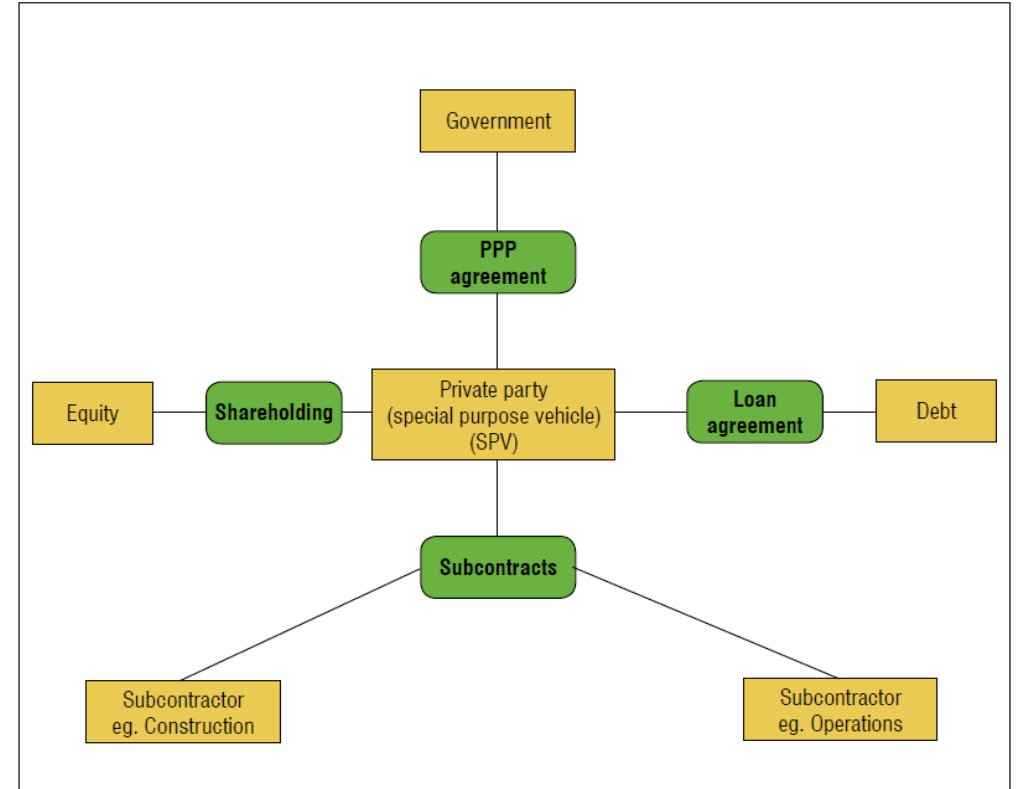 Government
PPP
agreement
Equity
Shareholding
Private party
(special purpose vehicle)
(SPV)
Loan
agreement
Debt
Subcontracts
Subcontractor
eg. Construction
Subcontractor
eg. Operations